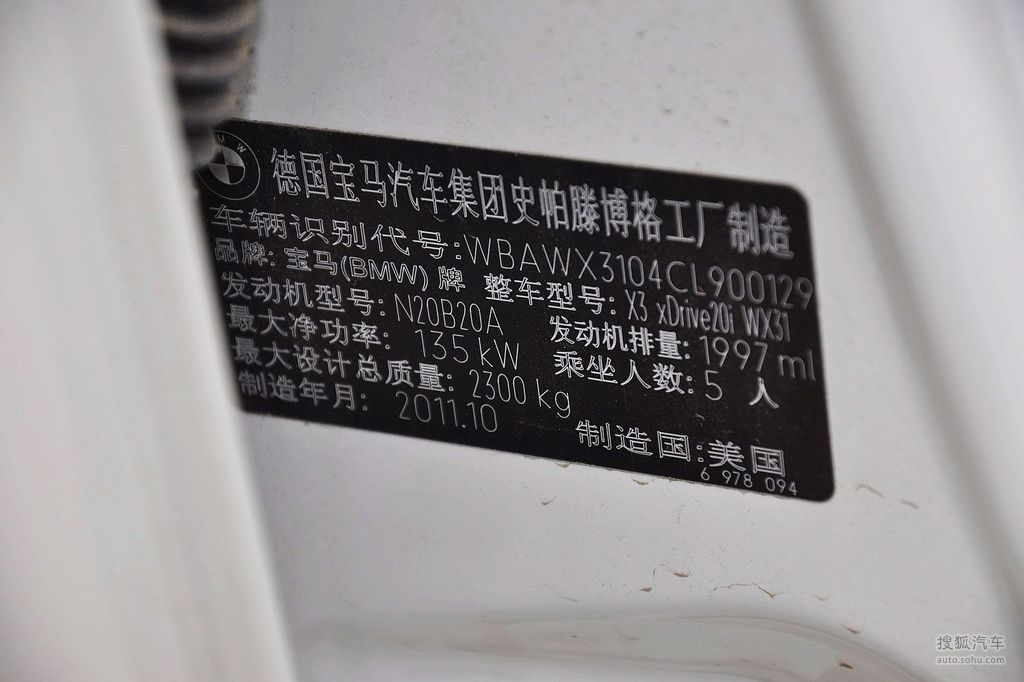 BMW
德国宝马汽车集团史帕滕博格工厂 制造
车辆识别代号:WBAWX3104CL900129
品牌: 宝马(BMW) 牌 整车型号: X3 xDrive20i WX31
发动机型号: N20B20A 发动机排量: 1997 ml
最大净功率: 135 kW 乘坐人数: 5 人
最大设计总质量: 2300 kg
制造年月: 2011.10 制造国:美国
6 978 094
搜狐汽车
auto.sohu.com